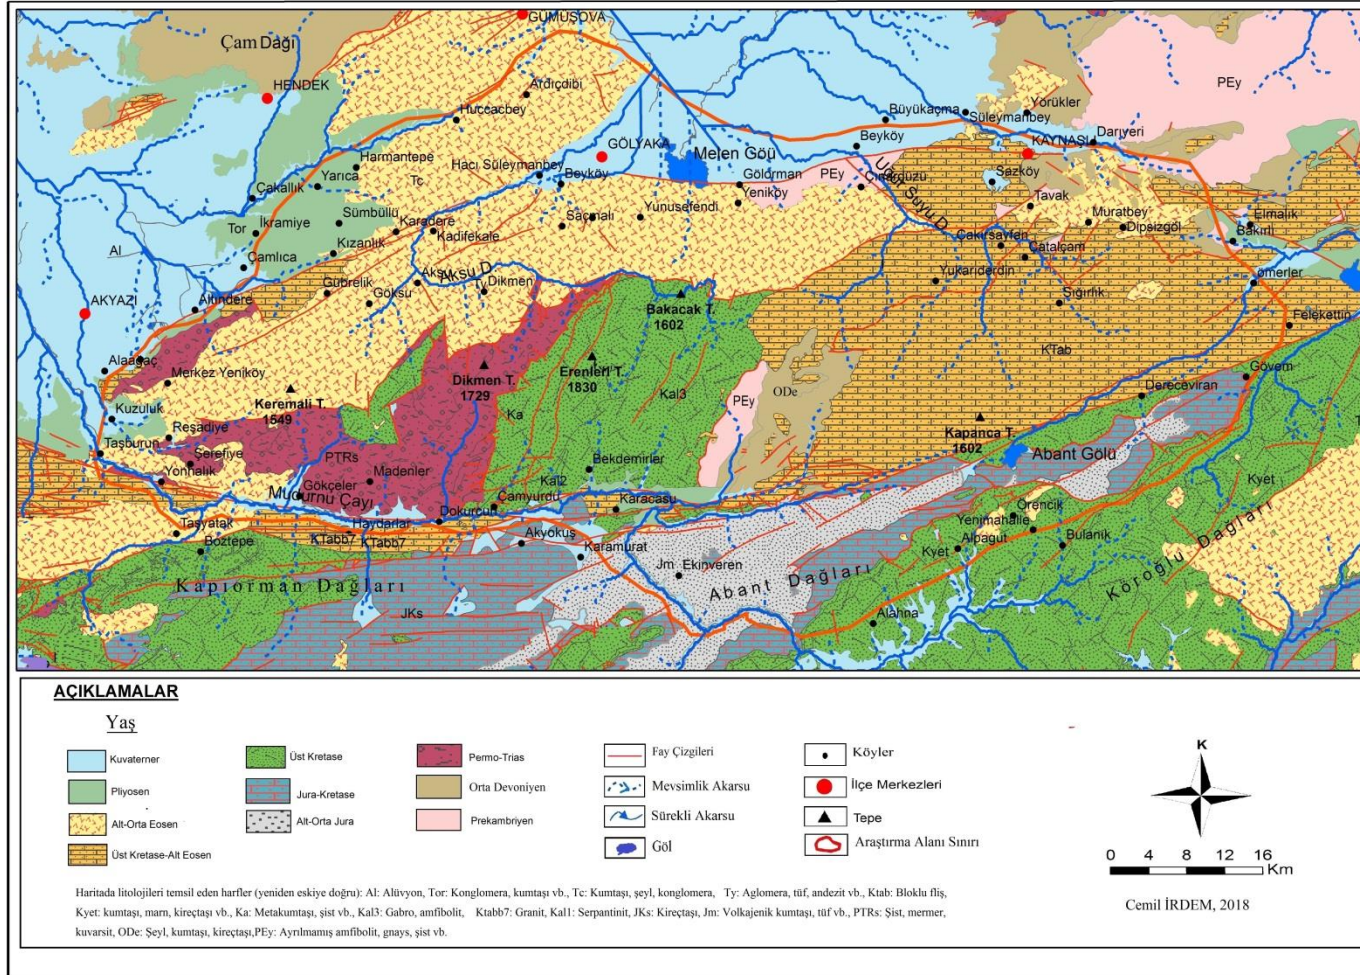 GÜMÜŞOVA
Çam Dağı
HENDEK
Ardıçdibi
Huccacbey
PEy
Büyükaçma
Yörükler
Süleymanbey
Beyköy
KAYNAŞLI
Darıyeri
GÖLYAKA
Melen Göü
Harmantepe
Hacı Süleymanbey
Tc
Beyköy
Yarıca
Çakallık
Gölorman
PEy
Yeniköy
Uğur Suyu D.
Sazköy
Tavak
Sümbüllü
İkramiye
Tor
Karadere
Kadifekale
Saçmalı
Yunusefendi
Muratbey
Dipsizgöl
Elmalık
Bakırlı
Al
Kızanlık
Çamlıca
Çakırsayfan
Çatalçam
Aksu D.
Ty
Dikmen
Yukarıderdin
Sığırlık
ömerler
Gübrelik
Göksu
AKYAZI
Altındere
Bakacak T.
1602
Felekettin
KTab
Alaağaç
Merkez Yeniköy
Dikmen T.
1729
Erenleri T.
1830
Kal3
PEy
ODe
Gövem
Dereceviran
Keremali T.
1549
Ka
Kuzuluk
Reşadiye
Kapanca T.
1602
Abant Gölü
Taşburun
Şerefiye
Yonnalık
PTRs
Madenler
Gökçeler
Mudurnu Çayı
Bekdemirler
Kal2
Kyet
Çamyurdu
Karacasu
Dokurcun
Haydarlar
Örencik
Yenimahalle
Alpagut
Bulanık
Kyet
Taşyatak
Boztepe
KTabb7
KTabb7
Akyokuş
Karamurat
Jm
Ekinveren
Kapıorman Dağları
Abant Dağları
Köroğlu Dağları
JKs
Alahna
AÇIKLAMALAR
Yaş
Kuvaterner
Pliyosen
Alt-Orta Eosen
Üst Kretase-Alt Eosen
Üst Kretase
Jura-Kretase
Alt-Orta Jura
Permo-Trias
Orta Devoniyen
Prekambriyen
Fay Çizgileri
Mevsimlik Akarsu
Sürekli Akarsu
Göl
Köyler
İlçe Merkezleri
Tepe
Araştırma Alanı Sınırı
K
0 4 8 12 16
Km
Cemil İRDEM, 2018
Haritada litolojileri temsil eden harfler (yeniden eskiye doğru): Al: Alüvyon, Tor: Konglomera, kumtaşı vb., Tc: Kumtaşı, şeyl, konglomera, Ty: Aglomera, tüf, andezit vb., Ktab: Bloklu fliş,
Kyet: kumtaşı, marn, kireçtaşı vb., Ka: Metakumtaşı, şist vb., Kal3: Gabro, amfibolit, Ktabb7: Granit, Kal1: Serpantinit, JKs: Kireçtaşı, Jm: Volkajenik kumtaşı, tüf vb., PTRs: Şist, mermer,
kuvarsit, ODe: Şeyl, kumtaşı, kireçtaşı,PEy: Ayrılmamış amfibolit, gnays, şist vb.